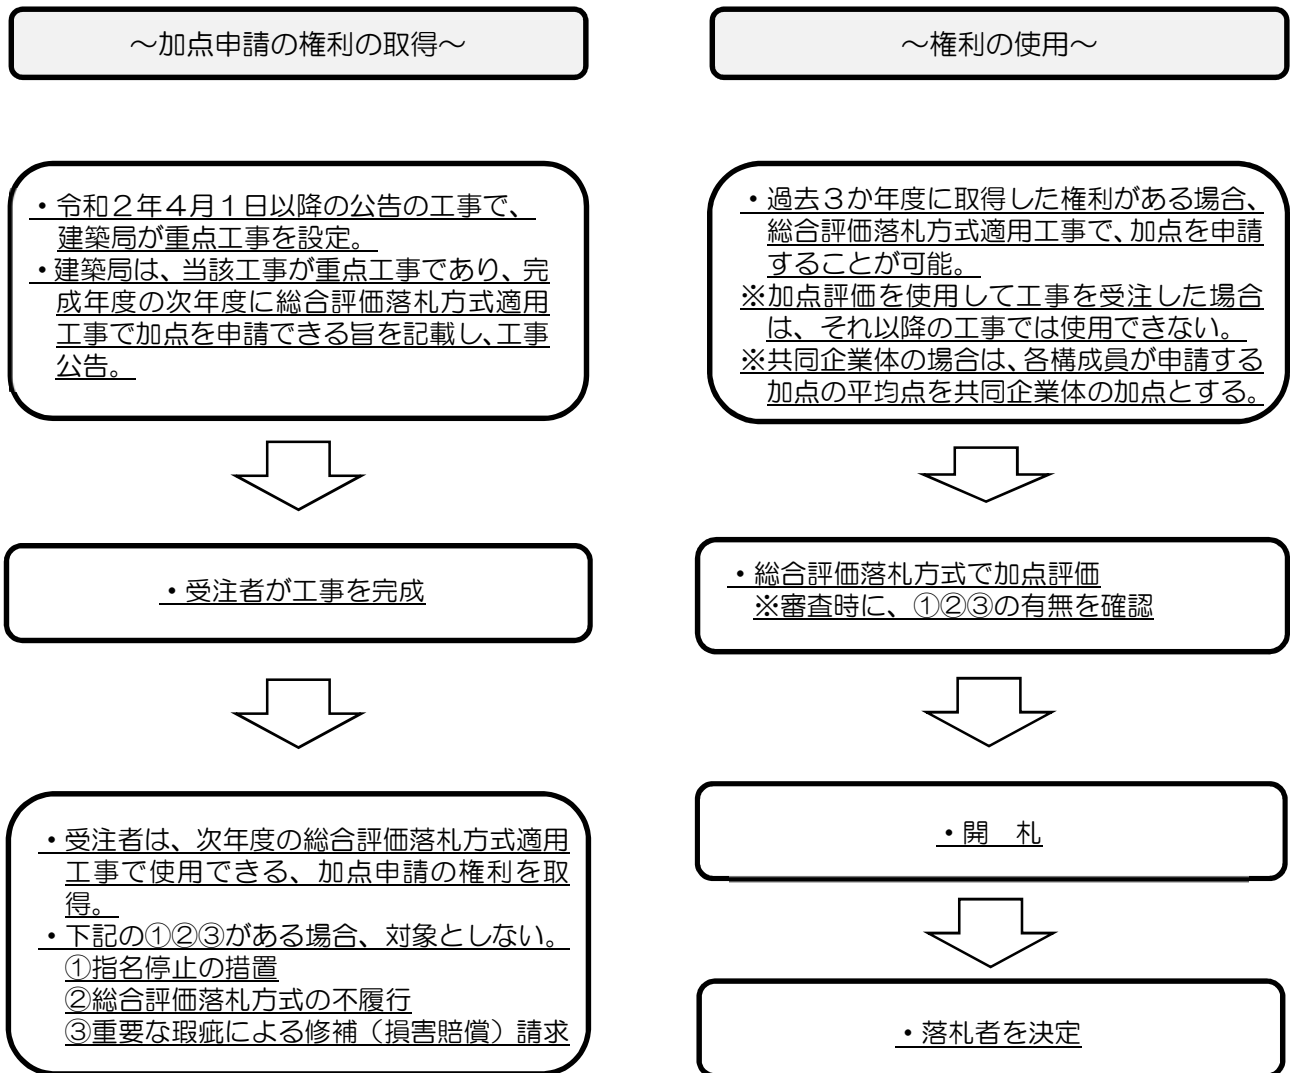 ～加点申請の権利の取得～
・令和２年４月１日以降の公告の工事で、
建築局が重点工事を設定。
・建築局は、当該工事が重点工事であり、完
成年度の次年度に総合評価落札方式適用
工事で加点を申請できる旨を記載し、工事
公告。
・受注者が工事を完成
・受注者は、次年度の総合評価落札方式適用
工事で使用できる、加点申請の権利を取
得。
・下記の①②③がある場合、対象としない。
①指名停止の措置
②総合評価落札方式の不履行
③重要な瑕疵による修補（損害賠償）請求
～権利の使用～
・過去３か年度に取得した権利がある場合、
総合評価落札方式適用工事で、加点を申請
することが可能。
※加点評価を使用して工事を受注した場合
は、それ以降の工事では使用できない。
※共同企業体の場合は、各構成員が申請する
加点の平均点を共同企業体の加点とする。
・総合評価落札方式で加点評価
※審査時に、①②③の有無を確認
・開　札
・落札者を決定